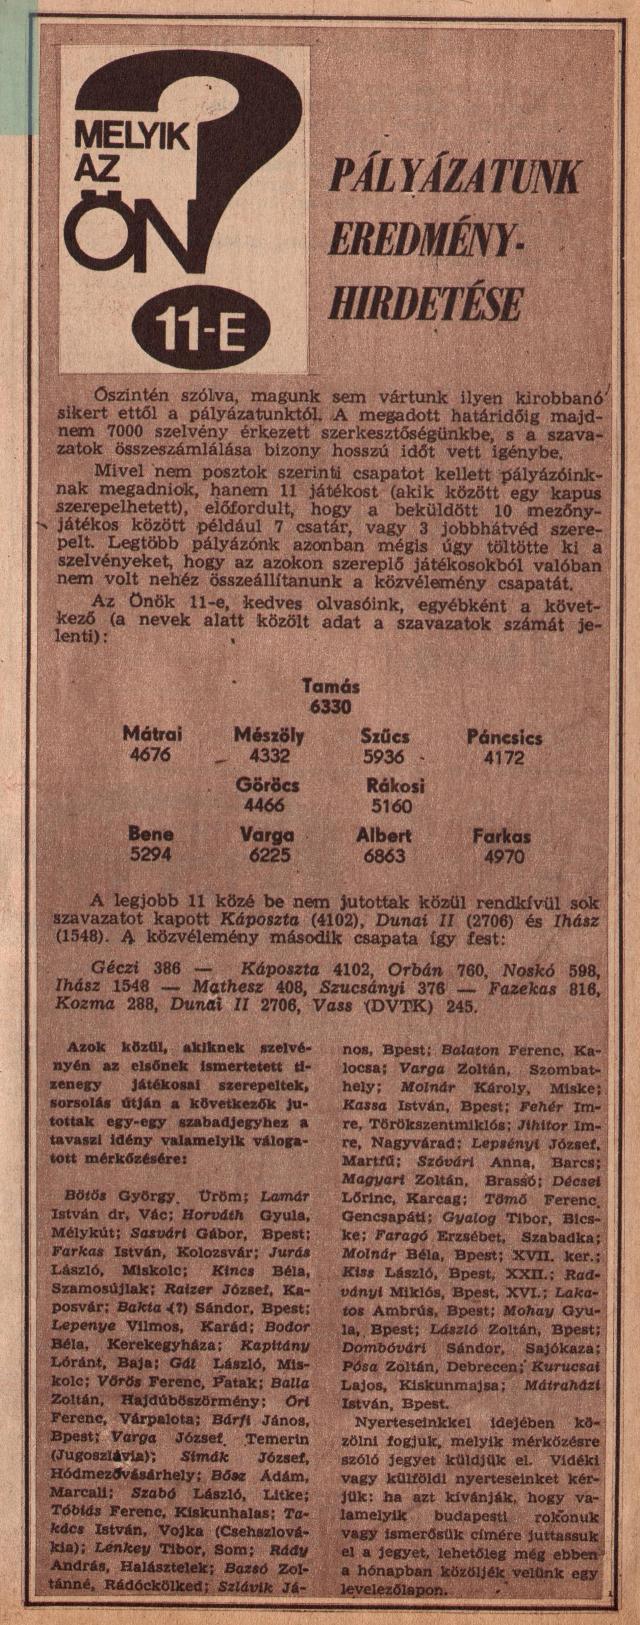 MELYIK
AZ
ÖN
?
11-E
PÁLYÁZATUNK
EREDMÉNY-
HIRDETÉSE
Őszintén szólva, magunk sem vártunk ilyen kirobbanó
sikert ettől a pályázatunktól. A megadott határidőig majd-
nem 7000 szelvény érkezett szerkesztőségünkbe, s a szava-
zatok összeszámlálása bizony hosszú időt vett igénybe.
Mivel nem posztok szerinti csapatot kellett pályázóink-
nak megadniok, hanem 11 játékost (akik között egy kapus
szerepelhetett), előfordult, hogy a beküldött 10 mezőny-
játékos között például 7 csatár, vagy 3 jobbhátvéd szere-
pelt. Legtöbb pályázónk azonban mégis úgy töltötte ki a
szelvényeket, hogy az azokon szereplő játékosokból valóban
nem volt nehéz összeállítanunk a közvélemény csapatát.
Az Önök 11-e, kedves olvasóink, egyébként a követ-
kező (a nevek alatt közölt adat a szavazatok számát je-
lenti):
Tamás
6330
Mátrai Mészöly Szűcs Páncsics
4676 4332 5936 4172
Göröcs Rákosi
4466 5160
Bene Varga Albert Farkas
5294 6225 6863 4970
A legjobb 11 közé be nem jutottak közül rendkívül sok
szavazatot kapott Káposzta (4102), Dunai II (2706) és Ihász
(1548). A közvélemény második csapata így fest:
Géczi 386 — Káposzta 4102, Orbán 760, Noskó 598,
Ihász 1548 — Mathesz 408, Szucsányi 376 — Fazekas 816,
Kozma 288, Dunai II 2706, Vass (DVTK) 245.
Azok közül, akiknek szelvé-
nyén az elsőnek ismertetett ti-
zenegy játékosai szerepeltek,
sorsolás útján a következők ju-
tottak egy-egy szabadjegyhez a
tavaszi idény valamelyik váloga-
tott mérkőzésére:
Bötös György, Üröm; Lamár
István dr, Vác; Horváth Gyula,
Mélykút; Sasvári Gábor, Bpest;
Farkas István, Kolozsvár; Jurás
László, Miskolc; Kincs Béla,
Szamosújlak; Raizer József, Ka-
posvár; Bakta (?) Sándor, Bpest;
Lepenye Vilmos, Karád; Bodor
Béla, Kerekegyháza; Kapitány
Lóránt, Baja; Gál László, Mis-
kolc; Vörös Ferenc, Patak; Balla
Zoltán, Hajdúböszörmény; Őri
Ferenc, Várpalota; Bárfi János,
Bpest; Varga József, Temerin
(Jugoszlávia); Simák József,
Hódmezővásárhely; Bősz Ádám,
Marcali; Szabó László, Litke;
Tóbiás Ferenc, Kiskunhalas; Ta-
kács István, Vojka (Csehszlová-
kia); Lénkey Tibor, Som; Rády
András, Halásztelek; Bazsó Zol-
tánné, Rádóckölked; Szlávik Já-
nos, Bpest; Balaton Ferenc, Ka-
locsa; Varga Zoltán, Szombat-
hely; Molnár Károly, Miske;
Kassa István, Bpest; Fehér Im-
re, Törökszentmiklós; Jihitor Im-
re, Nagyvárad; Lepsényi József,
Martfű; Szóvári Anna, Barcs;
Magyari Zoltán, Brassó; Décsei
Lőrinc, Karcag; Tömő Ferenc,
Gencsapáti; Gyalog Tibor, Bics-
ke; Faragó Erzsébet, Szabadka;
Molnár Béla, Bpest; XVII. ker.;
Kiss László, Bpest, XXII.; Rad-
ványi Miklós, Bpest, XVI.; Laka-
tos Ambrús, Bpest; Mohay Gyu-
la, Bpest; László Zoltán, Bpest;
Dombóvári Sándor, Sajókaza;
Pósa Zoltán, Debrecen; Kurucsai
Lajos, Kiskunmajsa; Mátraházi
István, Bpest.
Nyerteseinkkel idejében kö-
zölni fogjuk, melyik mérkőzésre
szóló jegyet küldjük el. Vidéki
vagy külföldi nyerteseinket kér-
jük: ha azt kívánják, hogy va-
lamelyik budapesti rokonuk
vagy ismerősük címére juttassuk
el a jegyet, lehetőleg még ebben
a hónapban közöljék velünk egy
levelezőlapon.